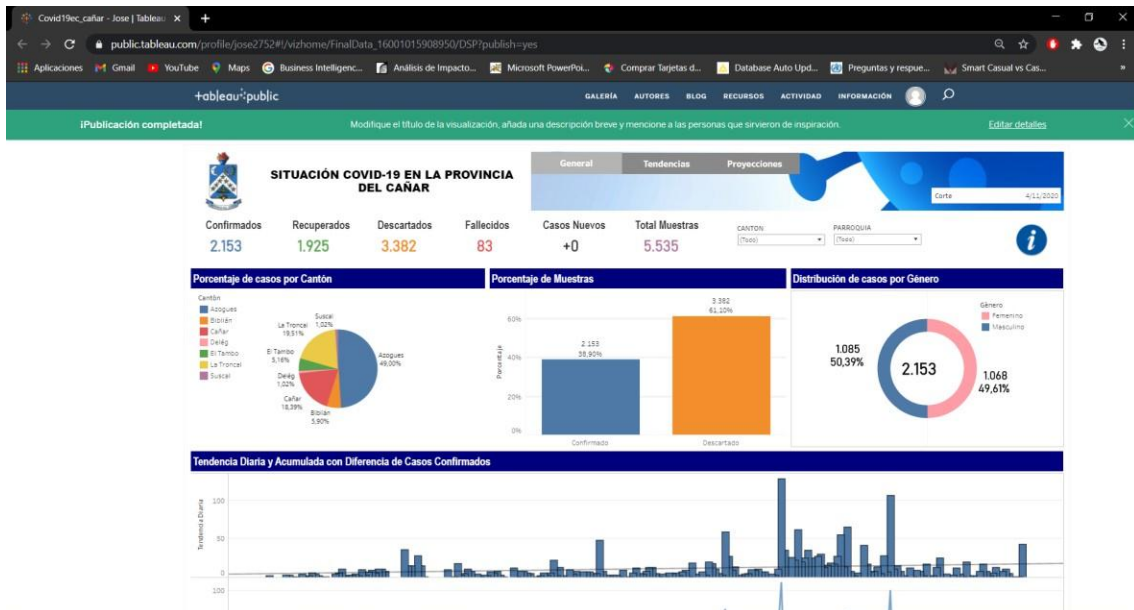 Covid19ec_cañar - Jose | Tableau
public.tableau.com/profile/jose2752#!/vizhome/FinalData_16001015908950/DSP?publish=yes
Aplicaciones Gmail YouTube Maps Business Intelligenc... Análisis de Impacto... Microsoft PowerPoi... Comprar Tarjetas d... Database Auto Upd... Preguntas y respue... Smart Casual vs Cas... »
+ableau public GALERÍA AUTORES BLOG RECURSOS ACTIVIDAD INFORMACIÓN
¡Publicación completada! Modifique el título de la visualización, añada una descripción breve y mencione a las personas que sirvieron de inspiración. Editar detalles
SITUACIÓN COVID-19 EN LA PROVINCIA
DEL CAÑAR
General Tendencias Proyecciones
Corte 4/11/2020
Confirmados Recuperados Descartados Fallecidos Casos Nuevos Total Muestras
2.153 1.925 3.382 83 +0 5.535
CANTON PARROQUIA
(Todo) (Todo)
i
Porcentaje de casos por Cantón
Cantón
Azogues
Biblián
Cañar
Delég
El Tambo
La Troncal
Suscal
Suscal
1,02%
La Troncal
19,51%
El Tambo
5,16%
Azogues
49,00%
Delég
1,02%
Cañar
18,39%
Biblián
5,90%
Porcentaje de Muestras
Porcentaje
60%
40%
20%
0%
2.153
38,90%
3.382
61,10%
Confirmado Descartado
Distribución de casos por Género
Género
Femenino
Masculino
1.085
50,39%
2.153
1.068
49,61%
Tendencia Diaria y Acumulada con Diferencia de Casos Confirmados
Tendencia Diaria
100
50
0
100